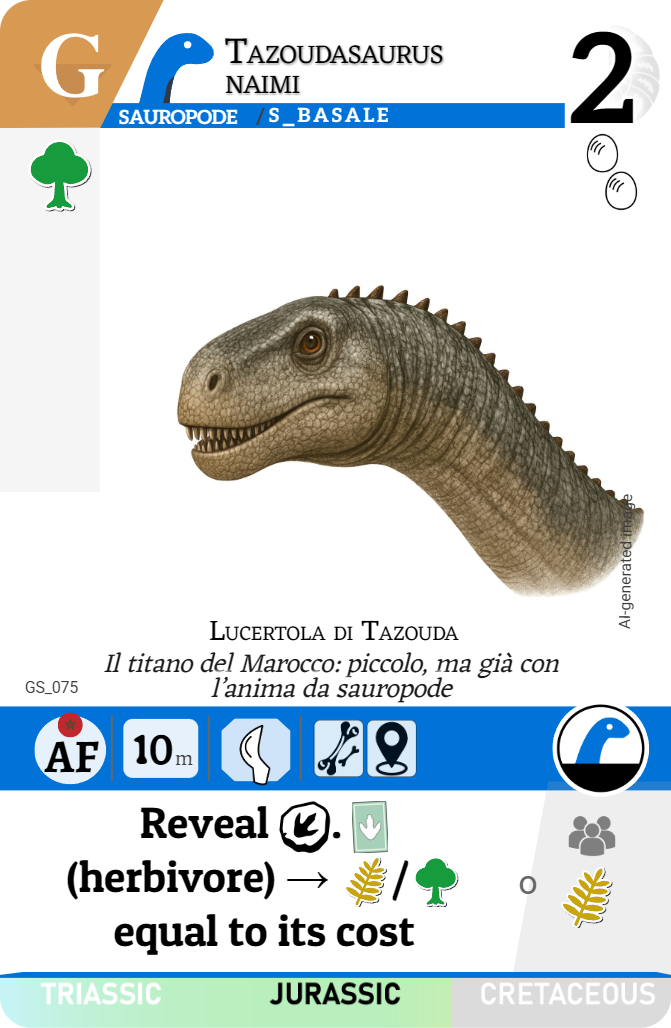 G
TAZOUDASAURUS
NAIMI
2
SAUROPODE / S_BASALE
AI-generated image
LUCERTOLA DI TAZOUDA
Il titano del Marocco: piccolo, ma già con
l'anima da sauropode
GS_075
AF
10 m
Reveal .
(herbivore) → /
equal to its cost
o
TRIASSIC JURASSIC CRETACEOUS